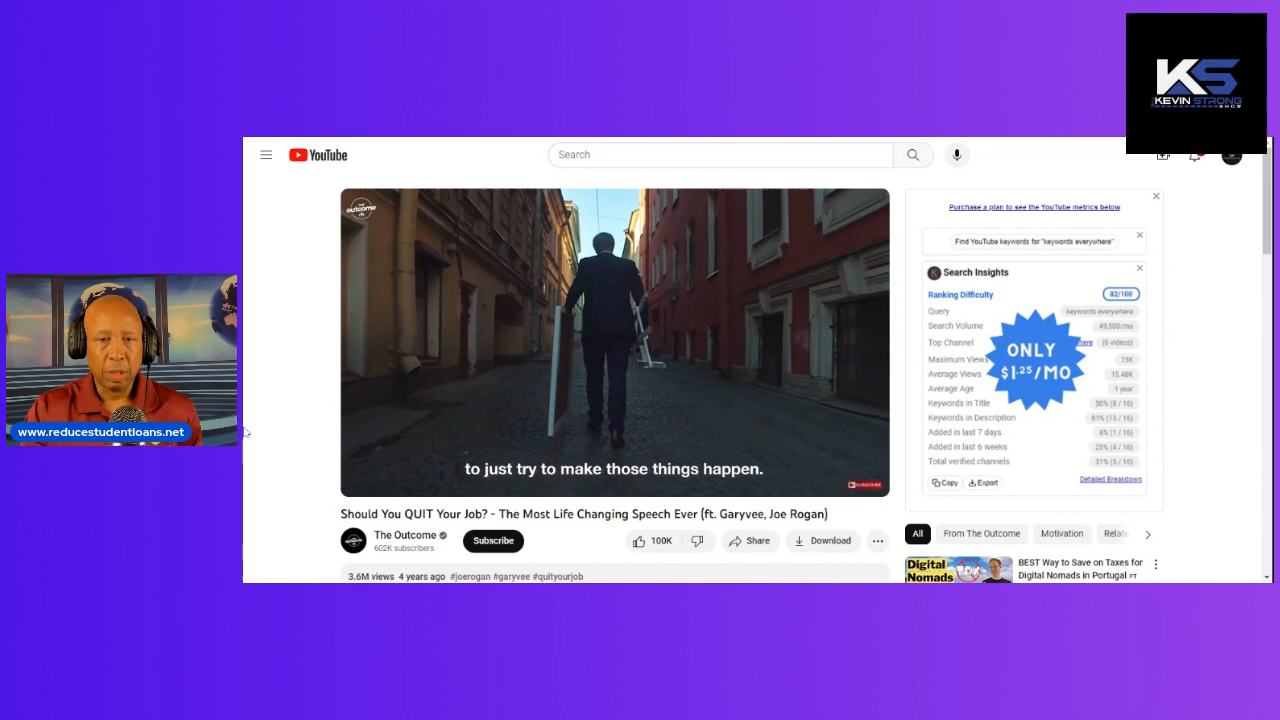 KS
KEVIN STRONG
SHOW
YouTube
Search
the
outcome
to just try to make those things happen.
SUBSCRIBE
Should You QUIT Your Job? - The Most Life Changing Speech Ever (ft. Garyvee, Joe Rogan)
The Outcome
602K subscribers
Subscribe
100K
Share
Download
3.6M views 4 years ago #joerogan #garyvee #quityourjob
Purchase a plan to see the YouTube metrics below
Find YouTube keywords for "keywords everywhere"
K Search Insights
Ranking Difficulty 82/100
Query keywords everywhere
Search Volume 49,500/mo
Top Channel here (6 videos)
Maximum Views 73K
Average Views 15.48K
Average Age 1 year
Keywords in Title 50% (8 / 16)
Keywords in Description 81% (13 / 16)
Added in last 7 days 6% (1 / 16)
Added in last 6 weeks 25% (4 / 16)
Total verified channels 31% (5 / 16)
ONLY
$1.25/MO
Copy Export Detailed Breakdown
All From The Outcome Motivation Relate
Digital
Nomads
BEST Way to Save on Taxes for
Digital Nomads in Portugal PT
www.reducestudentloans.net